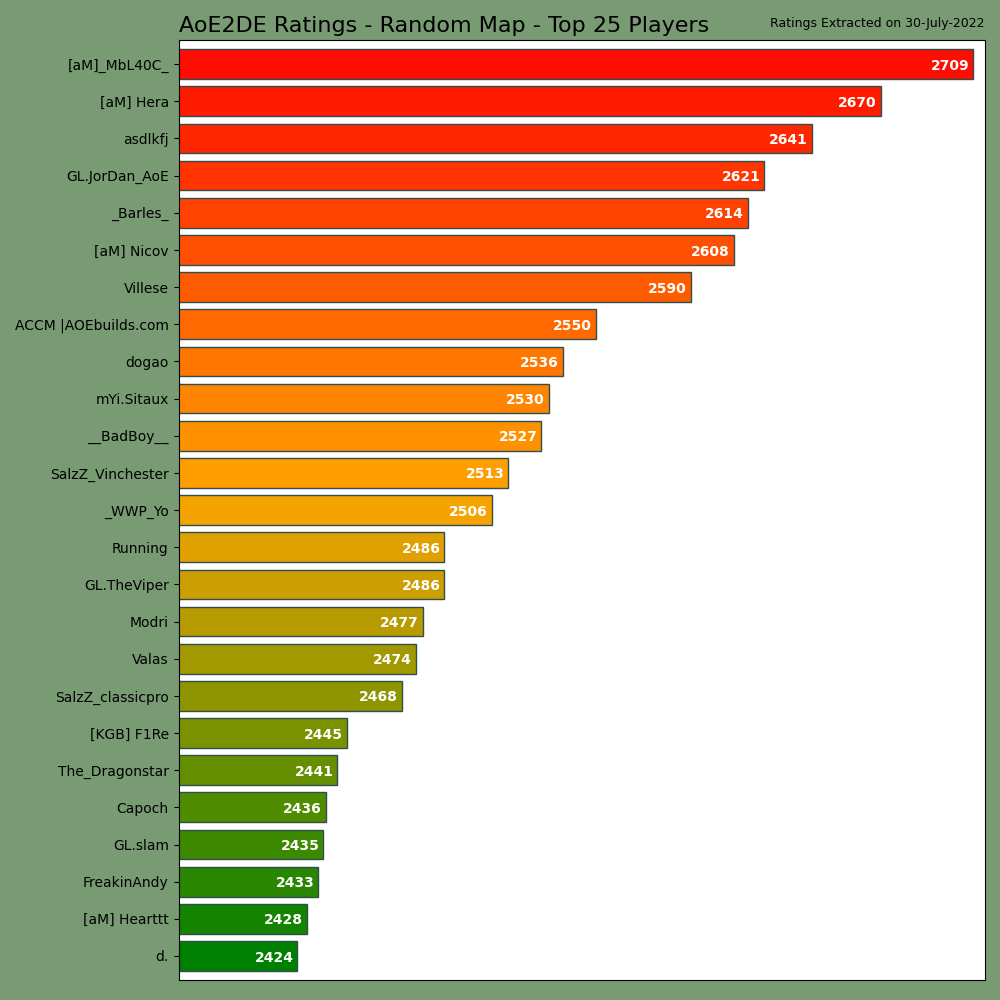 AoE2DE Ratings - Random Map - Top 25 Players
Ratings Extracted on 30-July-2022
[aM]_MbL40C_ 2709
[aM] Hera 2670
asdlkfj 2641
GL.JorDan_AoE 2621
_Barles_ 2614
[aM] Nicov 2608
Villese 2590
ACCM |AOEbuilds.com 2550
dogao 2536
mYi.Sitaux 2530
__BadBoy__ 2527
SalzZ_Vinchester 2513
_WWP_Yo 2506
Running 2486
GL.TheViper 2486
Modri 2477
Valas 2474
SalzZ_classicpro 2468
[KGB] F1Re 2445
The_Dragonstar 2441
Capoch 2436
GL.slam 2435
FreakinAndy 2433
[aM] Hearttt 2428
d. 2424